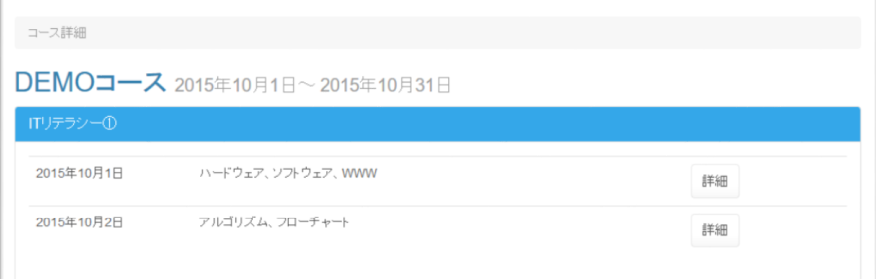 コース詳細
DEMOコース 2015年10月1日～2015年10月31日
ITリテラシー①
2015年10月1日 ハードウェア、ソフトウェア、WWW 詳細
2015年10月2日 アルゴリズム、フローチャート 詳細